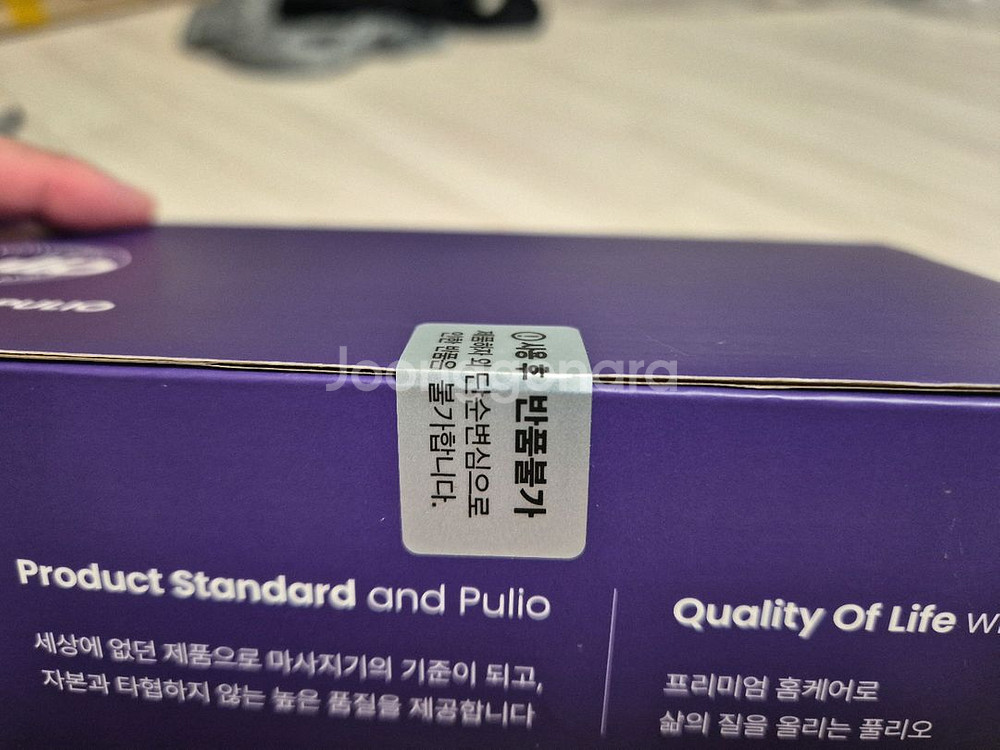 PULIO
Joonggonara
! 사용 후 반품불가
제품하자 외 단순변심으로
인한 반품은 불가합니다.
Product Standard and Pulio
세상에 없던 제품으로 마사지기의 기준이 되고,
자본과 타협하지 않는 높은 품질을 제공합니다
Quality Of Life
프리미엄 홈케어로
삶의 질을 올리는 풀리오